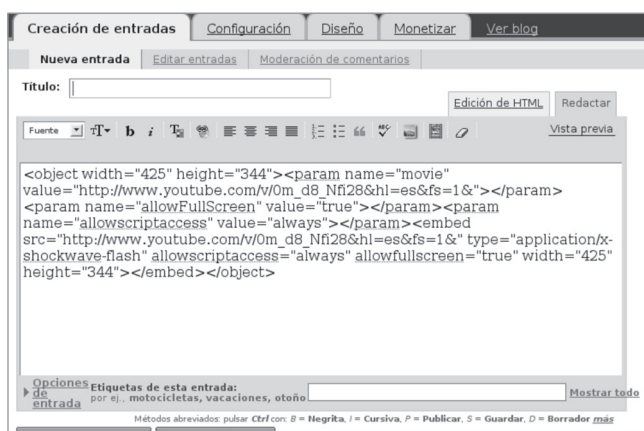 Creación de entradas Configuración Diseño Monetizar Ver blog
Nueva entrada Editar entradas Moderación de comentarios
Título:
Edición de HTML Redactar
Fuente T b i Vista previa
<object width="425" height="344"><param name="movie"
value="http://www.youtube.com/v/0m_d8_Nfi28&hl=es&fs=1&"></param>
<param name="allowFullScreen" value="true"></param><param
name="allowscriptaccess" value="always"></param><embed
src="http://www.youtube.com/v/0m_d8_Nfi28&hl=es&fs=1&" type="application/x-
shockwave-flash" allowscriptaccess="always" allowfullscreen="true" width="425"
height="344"></embed></object>
Opciones
de
entrada
Etiquetas de esta entrada:
por ej., motocicletas, vacaciones, otoño
Mostrar todo
Métodos abreviados: pulsar Ctrl con: B = Negrita, I = Cursiva, P = Publicar, S = Guardar, D = Borrador más